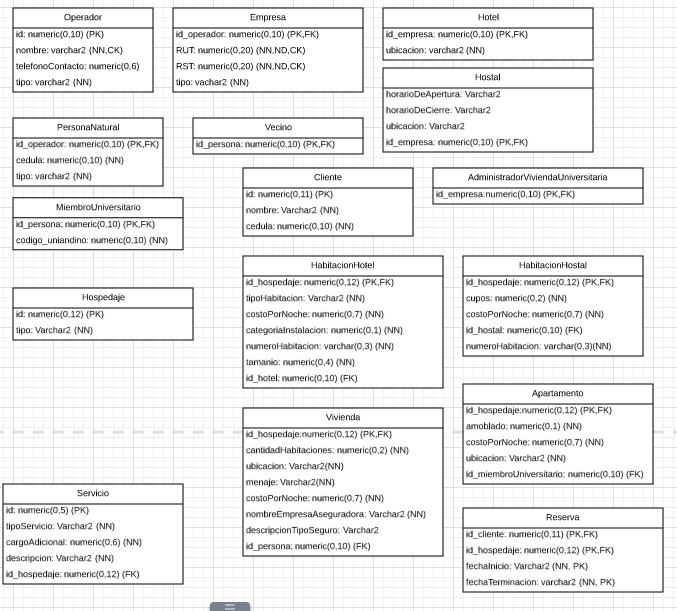 Operador
id: numeric(0,10) (PK)
nombre: varchar2 (NN,CK)
telefonoContacto: numeric(0,6)
tipo: varchar2 (NN)
Empresa
id_operador: numeric(0,10) (PK,FK)
RUT: numeric(0,20) (NN,ND,CK)
RST: numeric(0,20) (NN,ND,CK)
tipo: vachar2 (NN)
Hotel
id_empresa: numeric(0,10) (PK,FK)
ubicacion: varchar2 (NN)
Hostal
horarioDeApertura: Varchar2
horarioDeCierre: Varchar2
ubicacion: Varchar2
id_empresa: numeric(0,10) (PK,FK)
PersonaNatural
id_operador: numeric(0,10) (PK,FK)
cedula: numeric(0,10) (NN)
tipo: varchar2 (NN)
Vecino
id_persona: numeric(0,10) (PK,FK)
Cliente
id: numeric(0,11) (PK)
nombre: Varchar2 (NN)
cedula: numeric(0,10) (NN)
AdministradorViviendaUniversitaria
id_empresa:numeric(0,10) (PK,FK)
MiembroUniversitario
id_persona: numeric(0,10) (PK,FK)
codigo_uniandino: numeric(0,10) (NN)
Hospedaje
id: numeric(0,12) (PK)
tipo: Varchar2 (NN)
HabitacionHotel
id_hospedaje: numeric(0,12) (PK,FK)
tipoHabitacion: Varchar2 (NN)
costoPorNoche: numeric(0,7) (NN)
categoriaInstalacion: numeric(0,1) (NN)
numeroHabitacion: varchar(0,3) (NN)
tamanio: numeric(0,4) (NN)
id_hotel: numeric(0,10) (FK)
HabitacionHostal
id_hospedaje: numeric(0,12) (PK,FK)
cupos: numeric(0,2) (NN)
costoPorNoche: numeric(0,7) (NN)
id_hostal: numeric(0,10) (FK)
numeroHabitacion: varchar(0,3)(NN)
Apartamento
id_hospedaje:numeric(0,12) (PK,FK)
amoblado: numeric(0,1) (NN)
costoPorNoche: numeric(0,7) (NN)
ubicacion: Varchar2 (NN)
id_miembroUniversitario: numeric(0,10) (FK)
Vivienda
id_hospedaje:numeric(0,12) (PK,FK)
cantidadHabitaciones: numeric(0,2) (NN)
ubicacion: Varchar2(NN)
menaje: Varchar2(NN)
costoPorNoche: numeric(0,7) (NN)
nombreEmpresaAseguradora: Varchar2 (NN)
descripcionTipoSeguro: Varchar2
id_persona: numeric(0,10) (FK)
Servicio
id: numeric(0,5) (PK)
tipoServicio: Varchar2 (NN)
cargoAdicional: numeric(0,6) (NN)
descripcion: Varchar2 (NN)
id_hospedaje: numeric(0,12) (FK)
Reserva
id_cliente: numeric(0,11) (PK,FK)
id_hospedaje: numeric(0,12) (PK,FK)
fechaInicio: Varchar2 (NN, PK)
fechaTerminacion: varchar2 (NN, PK)